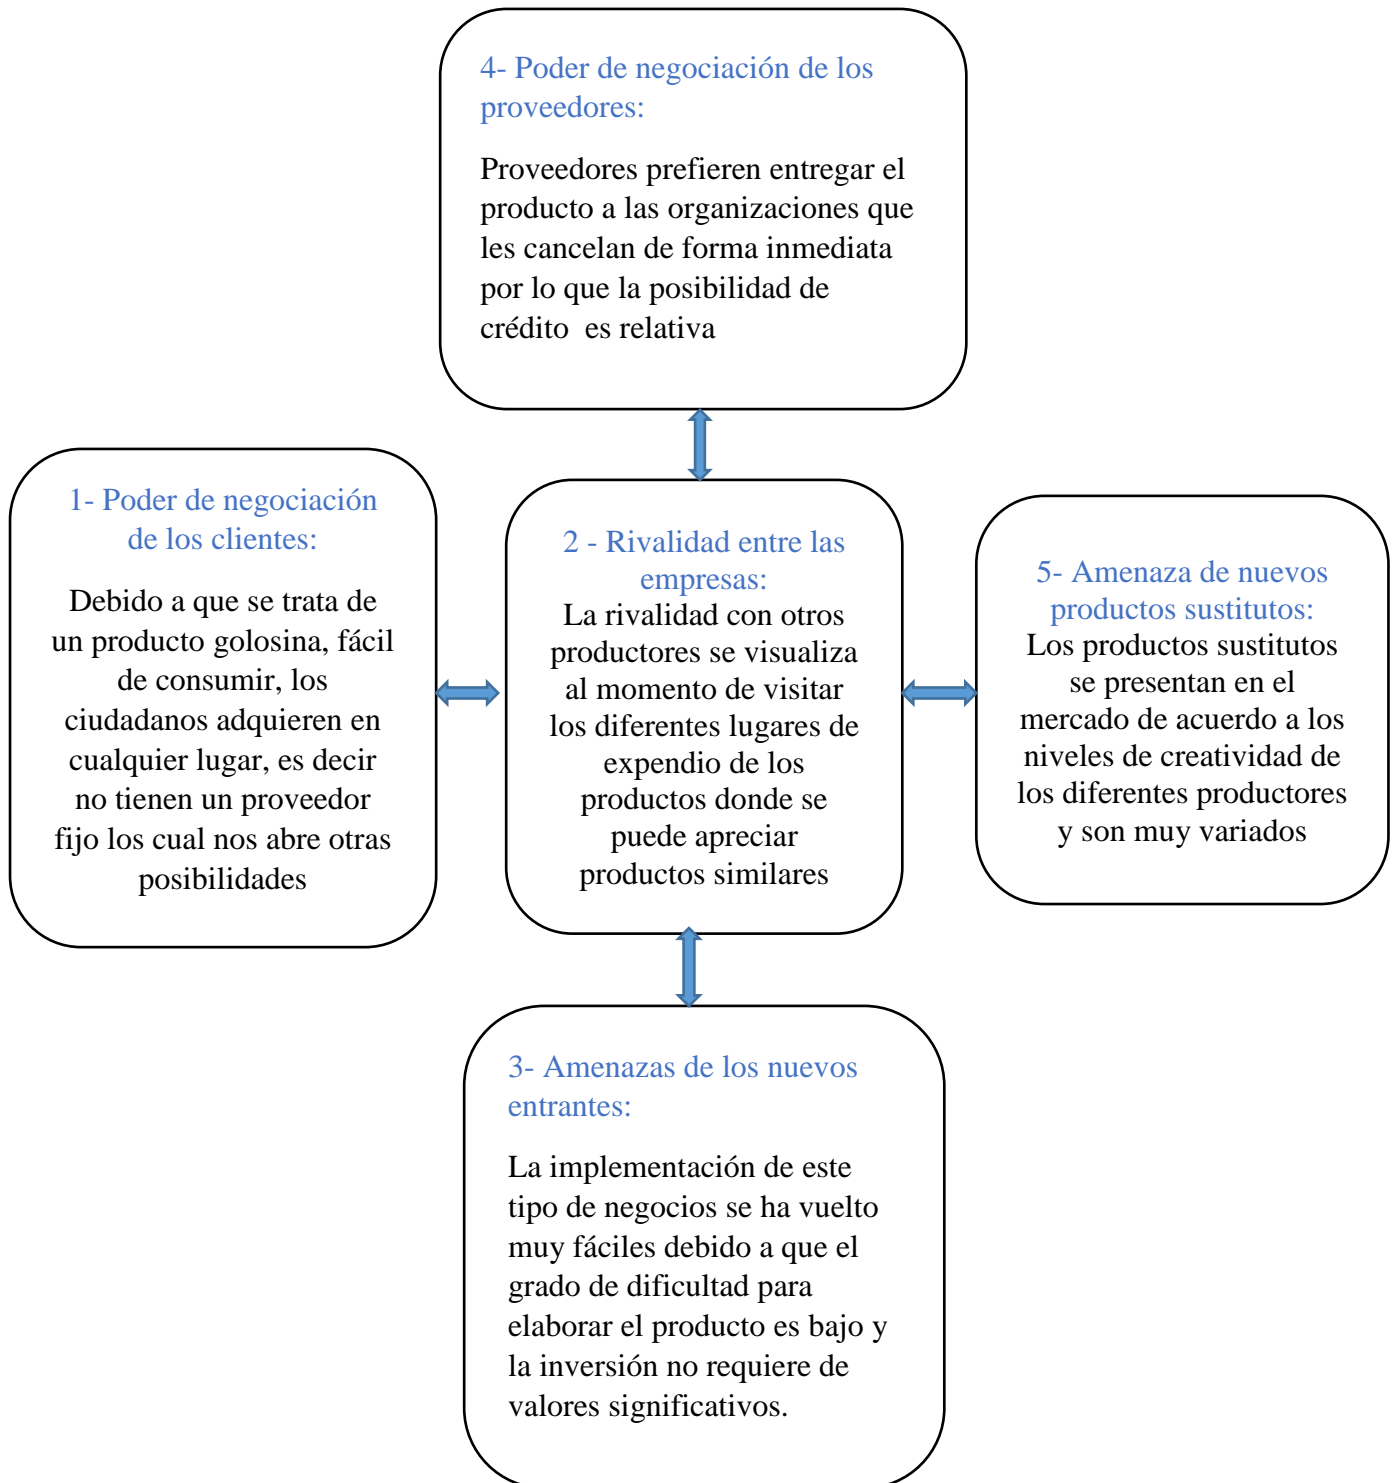 4- Poder de negociación de los
proveedores:
Proveedores prefieren entregar el
producto a las organizaciones que
les cancelan de forma inmediata
por lo que la posibilidad de
crédito  es relativa
1- Poder de negociación
de los clientes:
Debido a que se trata de
un producto golosina, fácil
de consumir, los
ciudadanos adquieren en
cualquier lugar, es decir
no tienen un proveedor
fijo los cual nos abre otras
posibilidades
2 - Rivalidad entre las
empresas:
La rivalidad con otros
productores se visualiza
al momento de visitar
los diferentes lugares de
expendio de los
productos donde se
puede apreciar
productos similares
5- Amenaza de nuevos
productos sustitutos:
Los productos sustitutos
se presentan en el
mercado de acuerdo a los
niveles de creatividad de
los diferentes productores
y son muy variados
3- Amenazas de los nuevos
entrantes:
La implementación de este
tipo de negocios se ha vuelto
muy fáciles debido a que el
grado de dificultad para
elaborar el producto es bajo y
la inversión no requiere de
valores significativos.